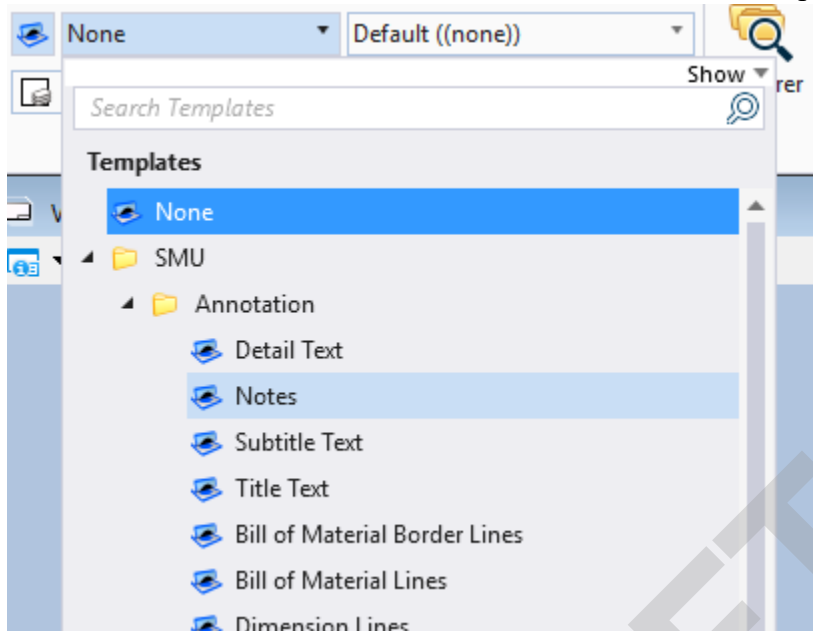 None Default ((none))
Show
rer
Search Templates
Templates
None
SMU
Annotation
Detail Text
Notes
Subtitle Text
Title Text
Bill of Material Border Lines
Bill of Material Lines
Dimension Lines